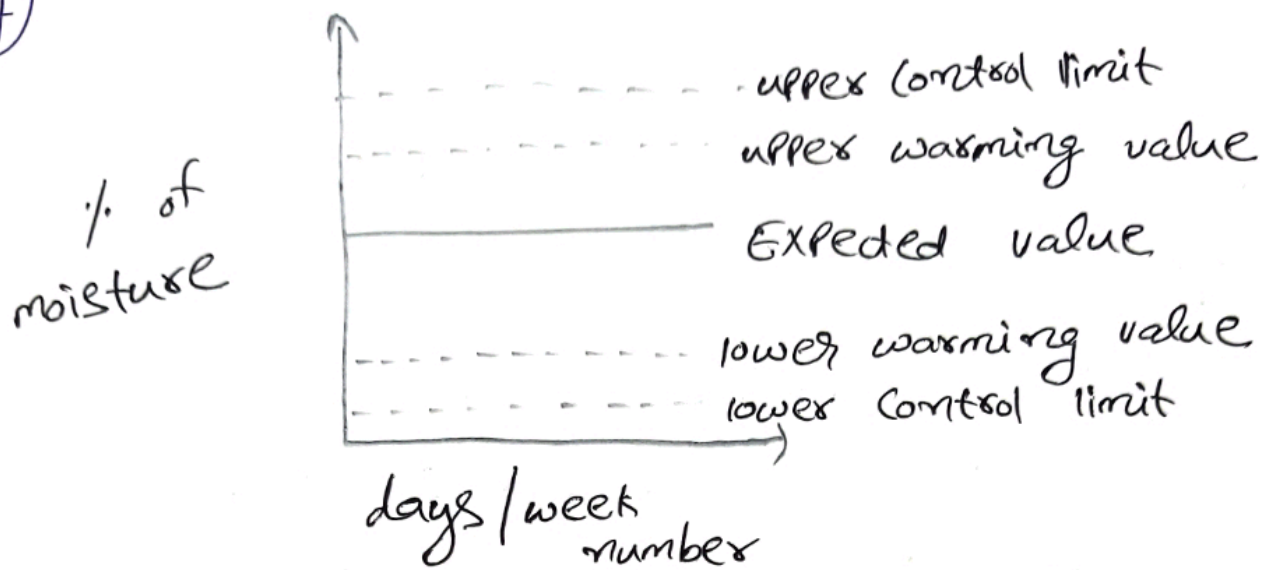 upper control limit
upper warming value
% of
moisture
Expected value
lower warming value
lower control limit
days/week
number